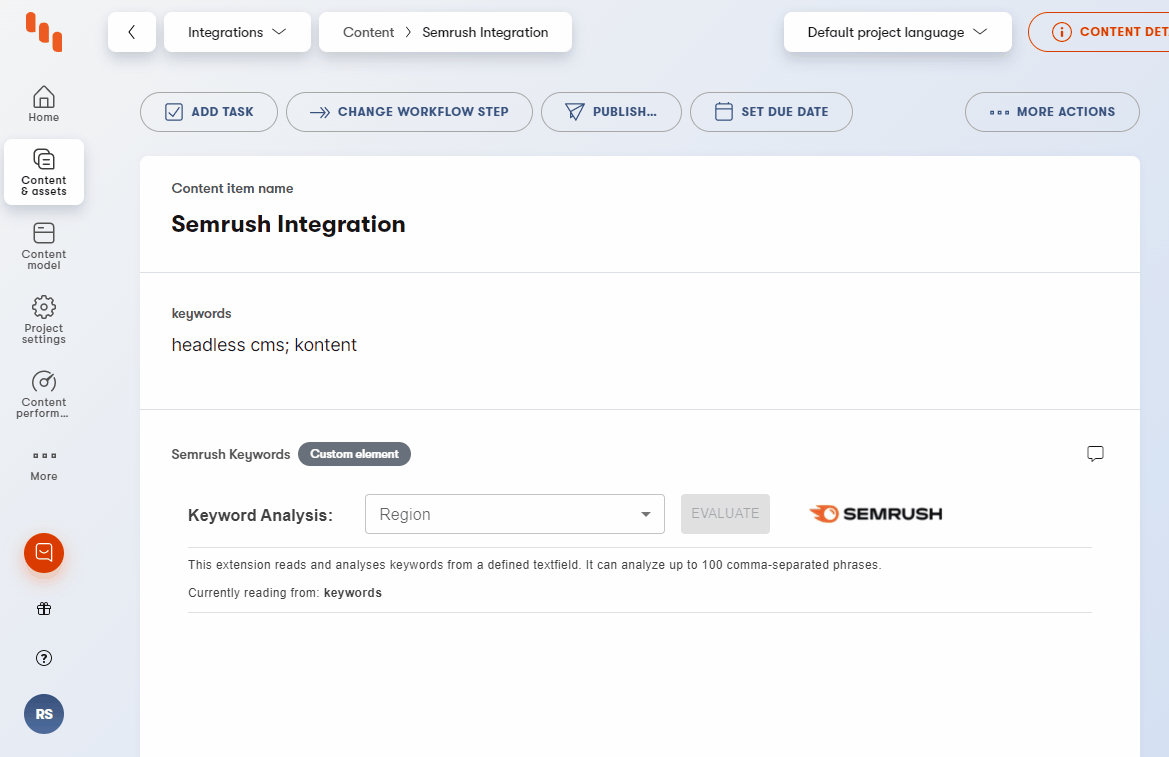 Integrations
Content > Semrush Integration
Default project language
CONTENT DET
Home
Content
& assets
Content
model
Project
settings
Content
perform...
More
RS
ADD TASK
CHANGE WORKFLOW STEP
PUBLISH...
SET DUE DATE
MORE ACTIONS
Content item name
Semrush Integration
keywords
headless cms; kontent
Semrush Keywords Custom element
Keyword Analysis: Region EVALUATE SEMRUSH
This extension reads and analyses keywords from a defined textfield. It can analyze up to 100 comma-separated phrases.
Currently reading from: keywords